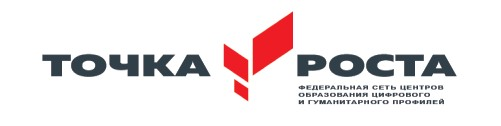 ТОЧКА РОСТА
ФЕДЕРАЛЬНАЯ СЕТЬ ЦЕНТРОВ
ОБРАЗОВАНИЯ ЦИФРОВОГО
И ГУМАНИТАРНОГО ПРОФИЛЕЙ